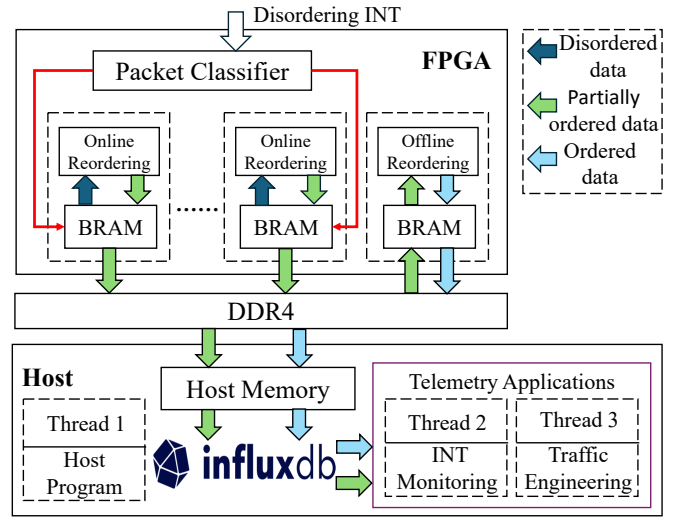 Disordering INT
Packet Classifier
FPGA
Disordered
data
Partially
ordered data
Ordered
data
Online
Reordering
Online
Reordering
Offline
Reordering
BRAM
......
BRAM
BRAM
DDR4
Host
Host Memory
Telemetry Applications
Thread 1
Host
Program
influxdb
Thread 2
INT
Monitoring
Thread 3
Traffic
Engineering